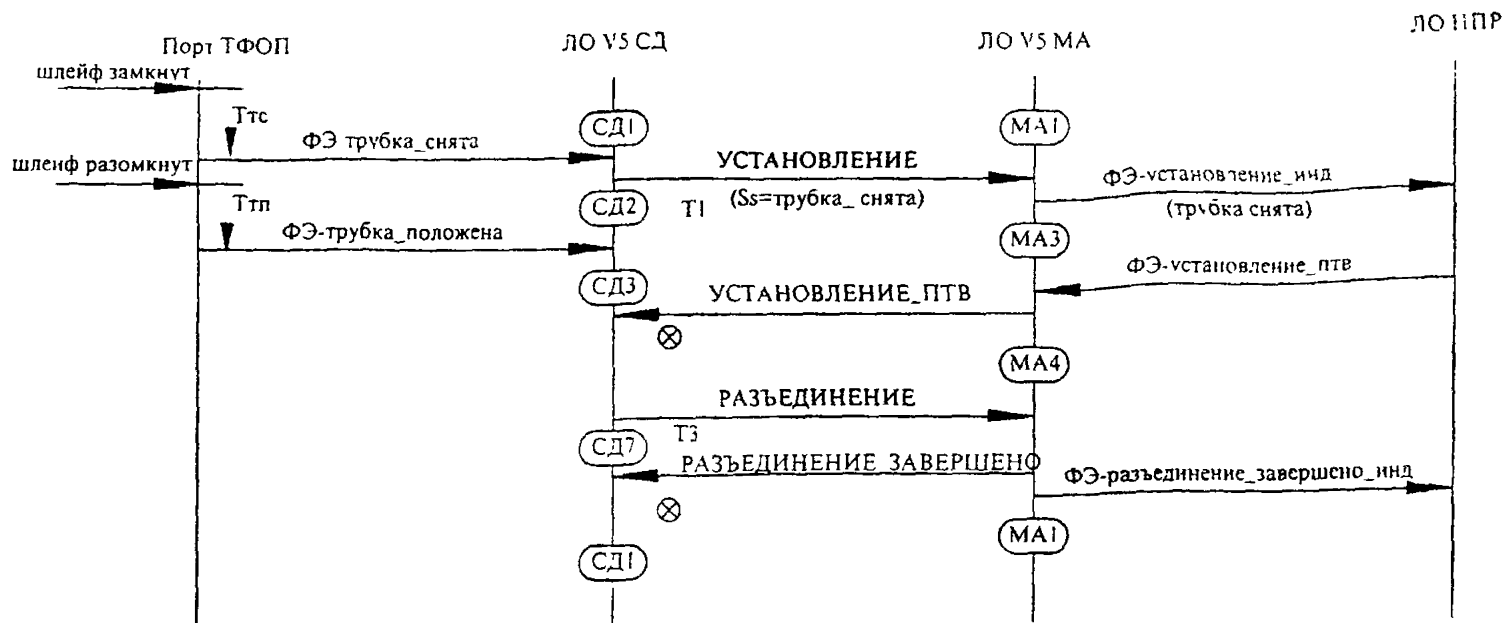 Порт ТФОП
ЛО V5 СД
ЛО V5 МА
ЛО НПР
шлейф замкнут
Ттс
ФЭ трубка_снята
СД1
МА1
шлейф разомкнут
УСТАНОВЛЕНИЕ
ФЭ-установление_инд
(Ss=трубка_ снята)
(трубка снята)
СД2
Т1
Ттп
ФЭ-трубка_положена
МА3
ФЭ-установление_птв
СД3
УСТАНОВЛЕНИЕ_ПТВ
МА4
РАЗЪЕДИНЕНИЕ
Т3
СД7
РАЗЪЕДИНЕНИЕ_ЗАВЕРШЕНО
ФЭ-разъединение_завершено_инд
МА1
СД1